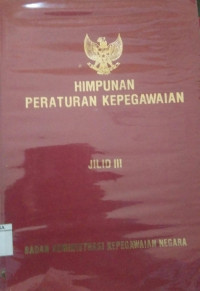 HIMPUNAN
PERATURAN KEPEGAWAIAN
JILID III
BADAN ADMINISTRASI KEPEGAWAIAN NEGARA